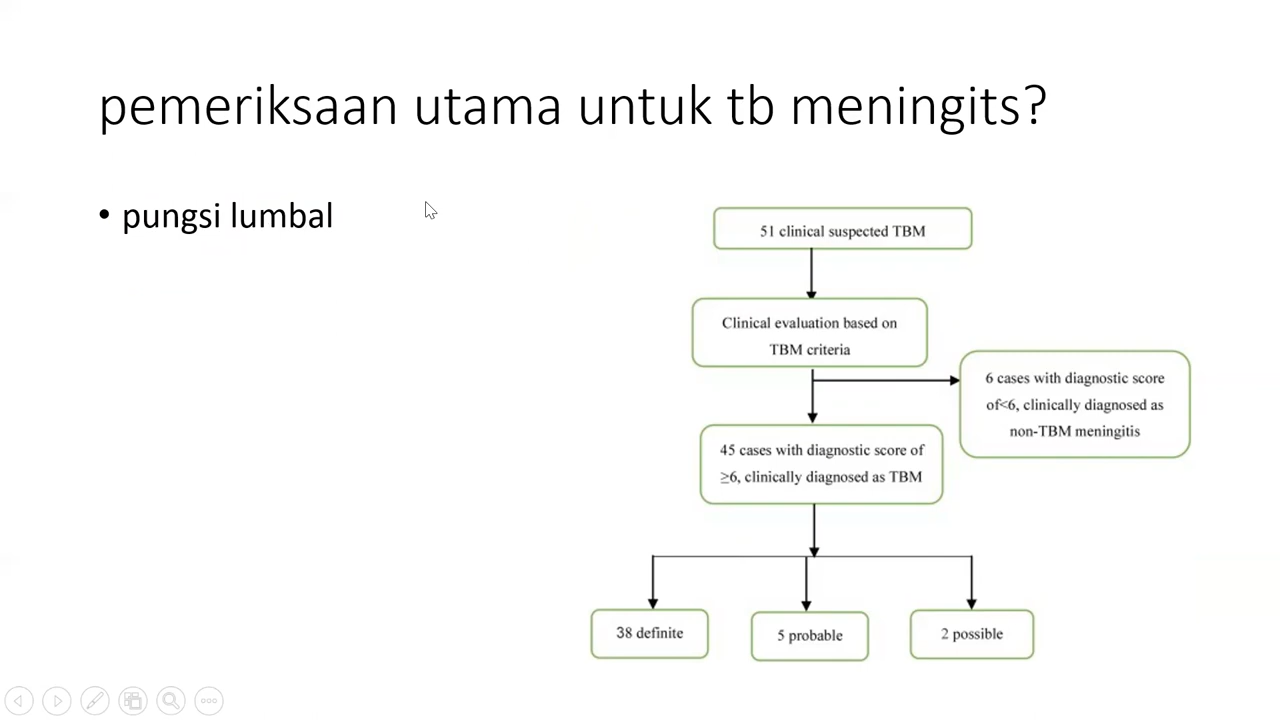 pemeriksaan utama untuk tb meningits?
• pungsi lumbal
51 clinical suspected TBM
Clinical evaluation based on
TBM criteria
6 cases with diagnostic score
of<6, clinically diagnosed as
non-TBM meningitis
45 cases with diagnostic score of
≥6, clinically diagnosed as TBM
38 definite
5 probable
2 possible